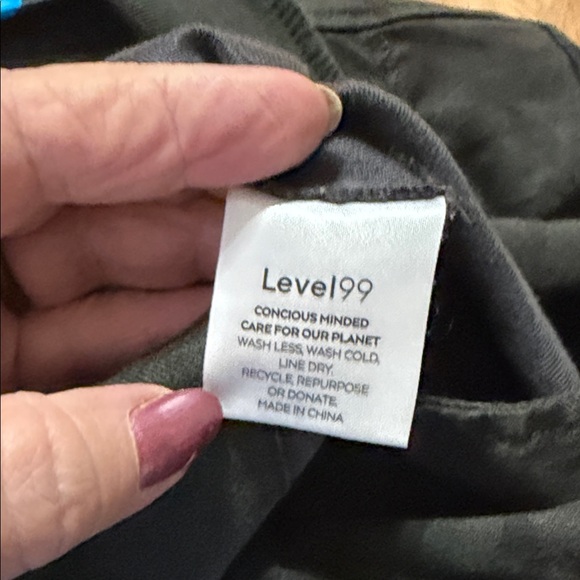 Level99
CONCIOUS MINDED
CARE FOR OUR PLANET
WASH LESS, WASH COLD,
LINE DRY.
RECYCLE, REPURPOSE
OR DONATE.
MADE IN CHINA